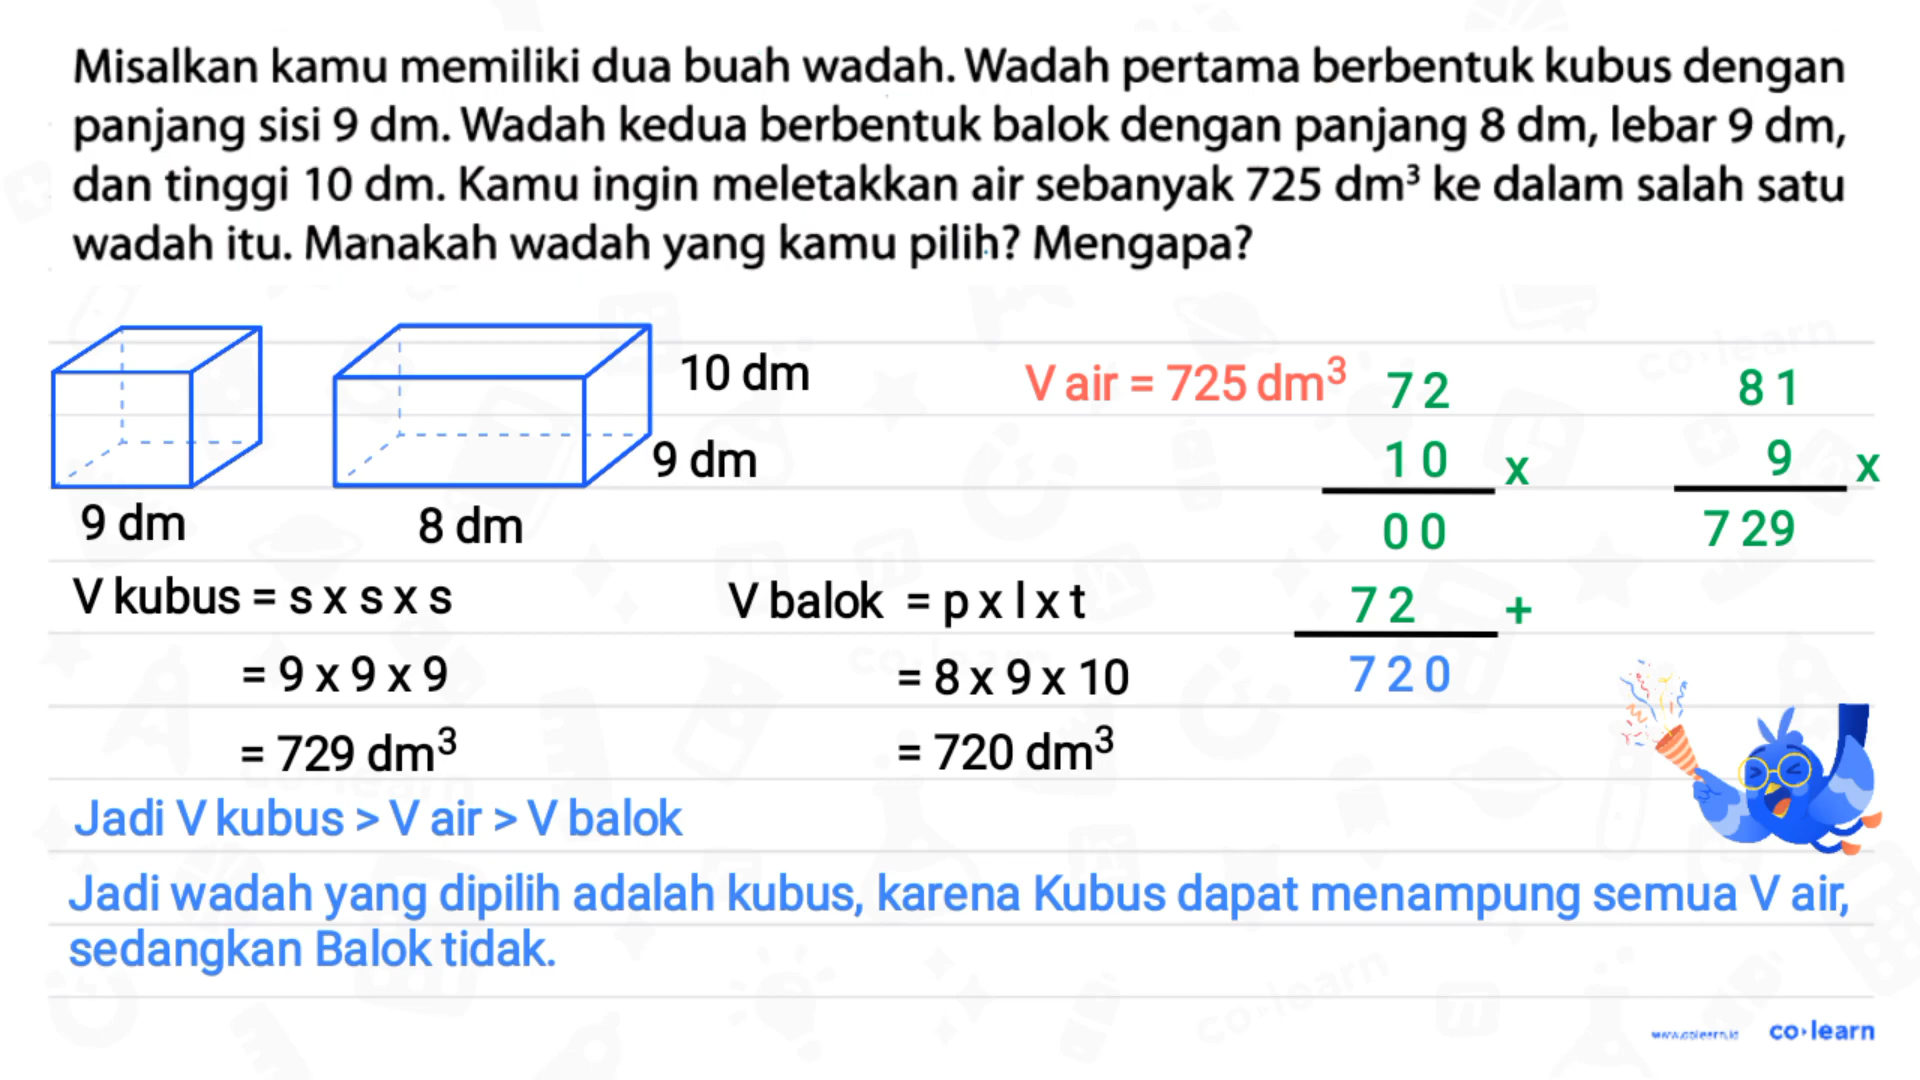 Misalkan kamu memiliki dua buah wadah. Wadah pertama berbentuk kubus dengan
panjang sisi 9 dm. Wadah kedua berbentuk balok dengan panjang 8 dm, lebar 9 dm,
dan tinggi 10 dm. Kamu ingin meletakkan air sebanyak 725 dm³ ke dalam salah satu
wadah itu. Manakah wadah yang kamu pilih? Mengapa?
10 dm
9 dm
9 dm
8 dm
V air = 725 dm³
72
10 x
00
72 +
720
81
9 x
729
V kubus = s x s x s
= 9 x 9 x 9
= 729 dm³
V balok = p x l x t
= 8 x 9 x 10
= 720 dm³
Jadi V kubus > V air > V balok
Jadi wadah yang dipilih adalah kubus, karena Kubus dapat menampung semua V air,
sedangkan Balok tidak.
www.colearn.id
co·learn